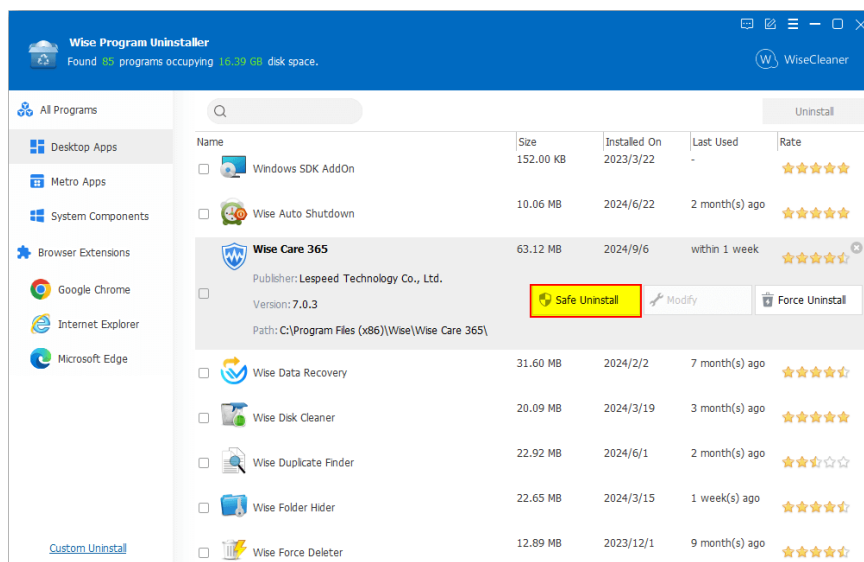 Wise Program Uninstaller
Found 85 programs occupying 16.39 GB disk space.
W WiseCleaner
All Programs
Desktop Apps
Metro Apps
System Components
Browser Extensions
Google Chrome
Internet Explorer
Microsoft Edge
Custom Uninstall
Uninstall
Name Size Installed On Last Used Rate
Windows SDK AddOn 152.00 KB 2023/3/22 -
Wise Auto Shutdown 10.06 MB 2024/6/22 2 month(s) ago
Wise Care 365 63.12 MB 2024/9/6 within 1 week
Publisher: Lespeed Technology Co., Ltd.
Version: 7.0.3
Path: C:\Program Files (x86)\Wise\Wise Care 365\
Safe Uninstall Modify Force Uninstall
Wise Data Recovery 31.60 MB 2024/2/2 7 month(s) ago
Wise Disk Cleaner 20.09 MB 2024/3/19 3 month(s) ago
Wise Duplicate Finder 22.92 MB 2024/6/1 2 month(s) ago
Wise Folder Hider 22.65 MB 2024/3/15 1 week(s) ago
Wise Force Deleter 12.89 MB 2023/12/1 9 month(s) ago